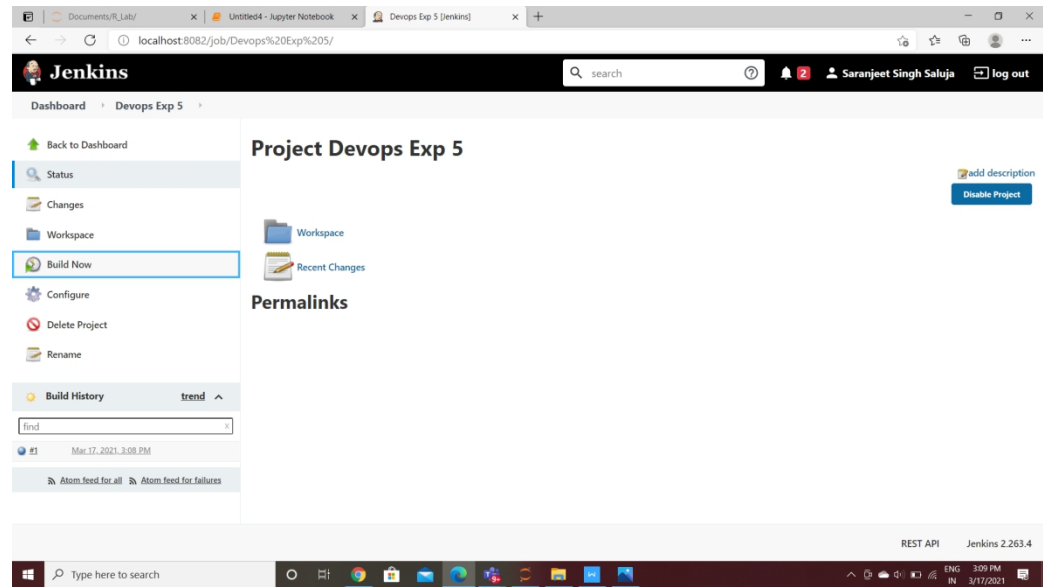 Documents/R_Lab/
Untitled4 - Jupyter Notebook
Devops Exp 5 [Jenkins]
localhost:8082/job/Devops%20Exp%205/
Jenkins
search
2
Saranjeet Singh Saluja
log out
Dashboard
Devops Exp 5
Back to Dashboard
Status
Changes
Workspace
Build Now
Configure
Delete Project
Rename
Build History
trend
find
x
#1
Mar 17, 2021, 3:08 PM
Atom feed for all
Atom feed for failures
Project Devops Exp 5
add description
Disable Project
Workspace
Recent Changes
Permalinks
REST API
Jenkins 2.263.4
Type here to search
ENG
IN
3:09 PM
3/17/2021